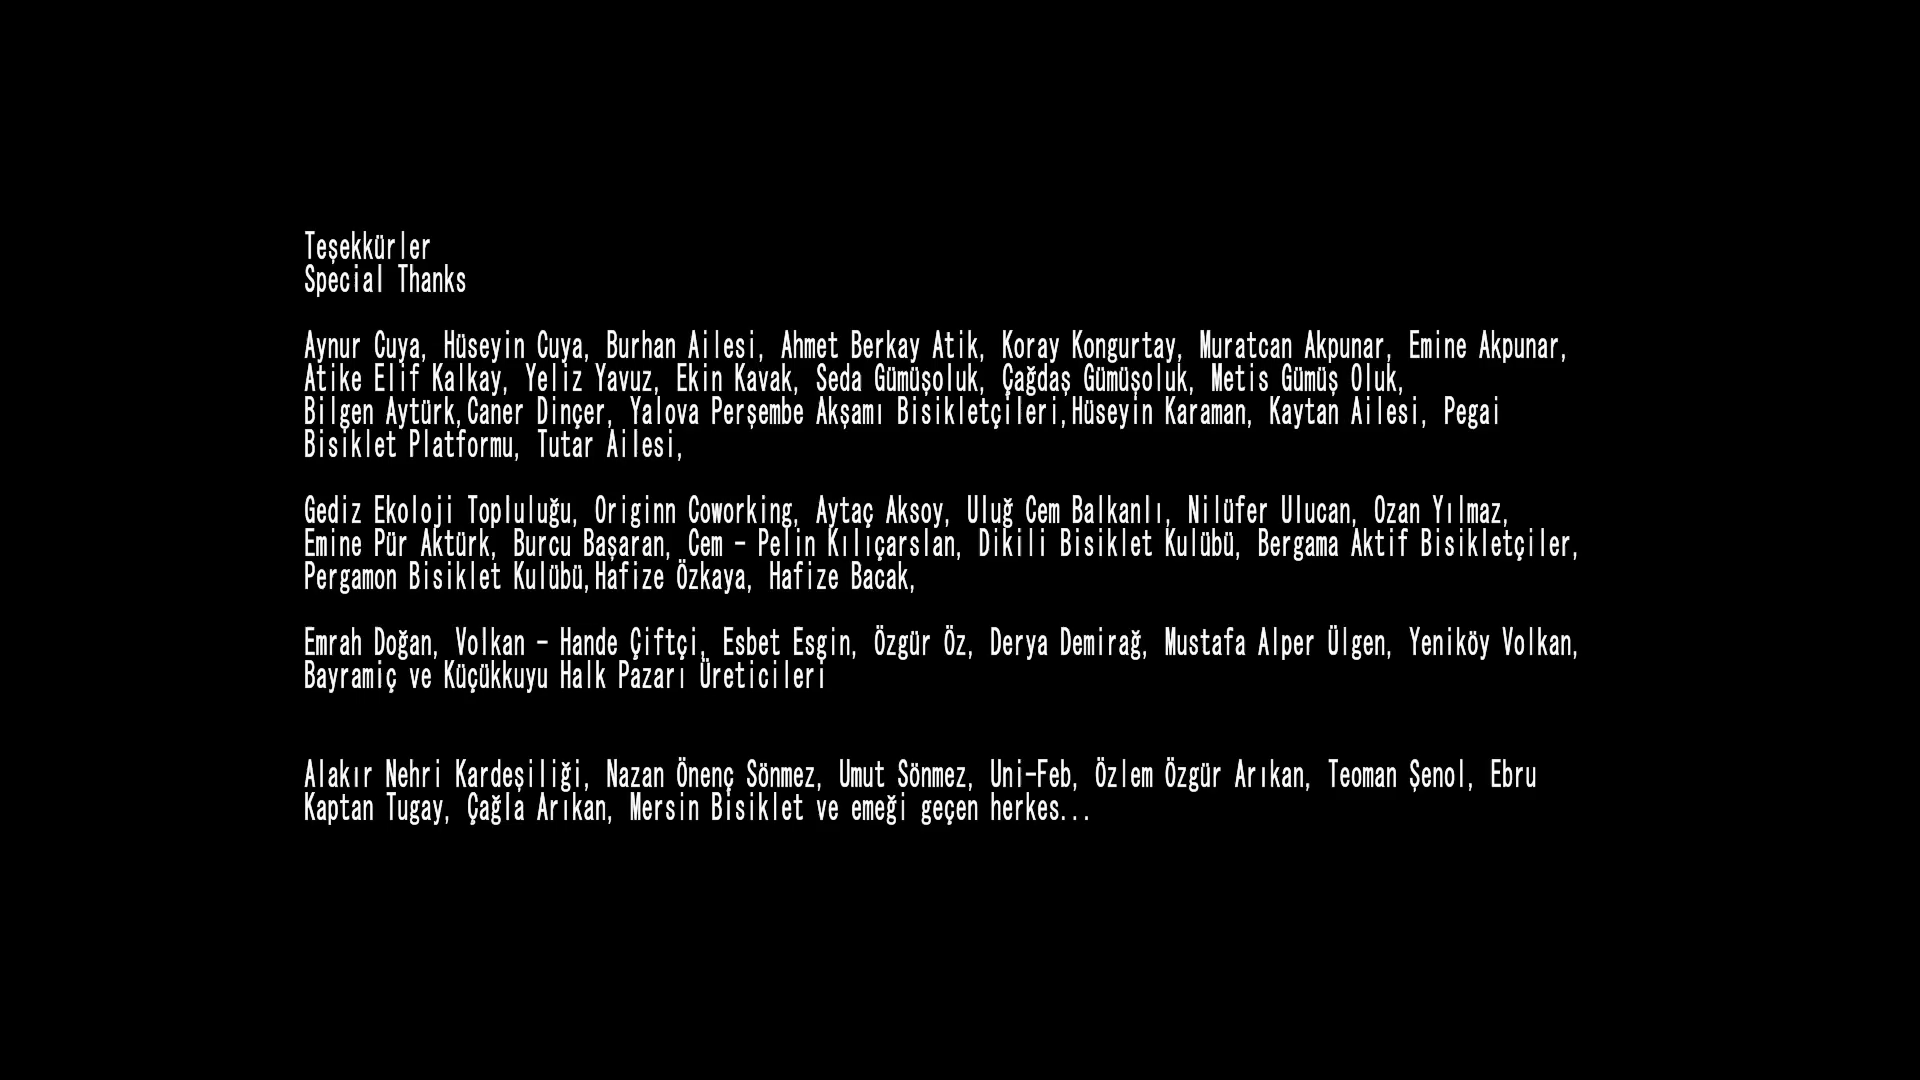 Teşekkürler
Special Thanks
Aynur Cuya, Hüseyin Cuya, Burhan Ailesi, Ahmet Berkay Atik, Koray Kongurtay, Muratcan Akpunar, Emine Akpunar,
Atike Elif Kalkay, Yeliz Yavuz, Ekin Kavak, Seda Gümüşoluk, Çağdaş Gümüşoluk, Metis Gümüş Oluk,
Bilgen Aytürk,Caner Dinçer, Yalova Perşembe Akşamı Bisikletçileri,Hüseyin Karaman, Kaytan Ailesi, Pegai
Bisiklet Platformu, Tutar Ailesi,
Gediz Ekoloji Topluluğu, Originn Coworking, Aytaç Aksoy, Uluğ Cem Balkanlı, Nilüfer Ulucan, Ozan Yılmaz,
Emine Pür Aktürk, Burcu Başaran, Cem - Pelin Kılıçarslan, Dikili Bisiklet Kulübü, Bergama Aktif Bisikletçiler,
Pergamon Bisiklet Kulübü,Hafize Özkaya, Hafize Bacak,
Emrah Doğan, Volkan - Hande Çiftçi, Esbet Esgin, Özgür Öz, Derya Demirağ, Mustafa Alper Ülgen, Yeniköy Volkan,
Bayramiç ve Küçükkuyu Halk Pazarı Üreticileri
Alakır Nehri Kardeşiliği, Nazan Önenç Sönmez, Umut Sönmez, Uni-Feb, Özlem Özgür Arıkan, Teoman Şenol, Ebru
Kaptan Tugay, Çağla Arıkan, Mersin Bisiklet ve emeği geçen herkes...